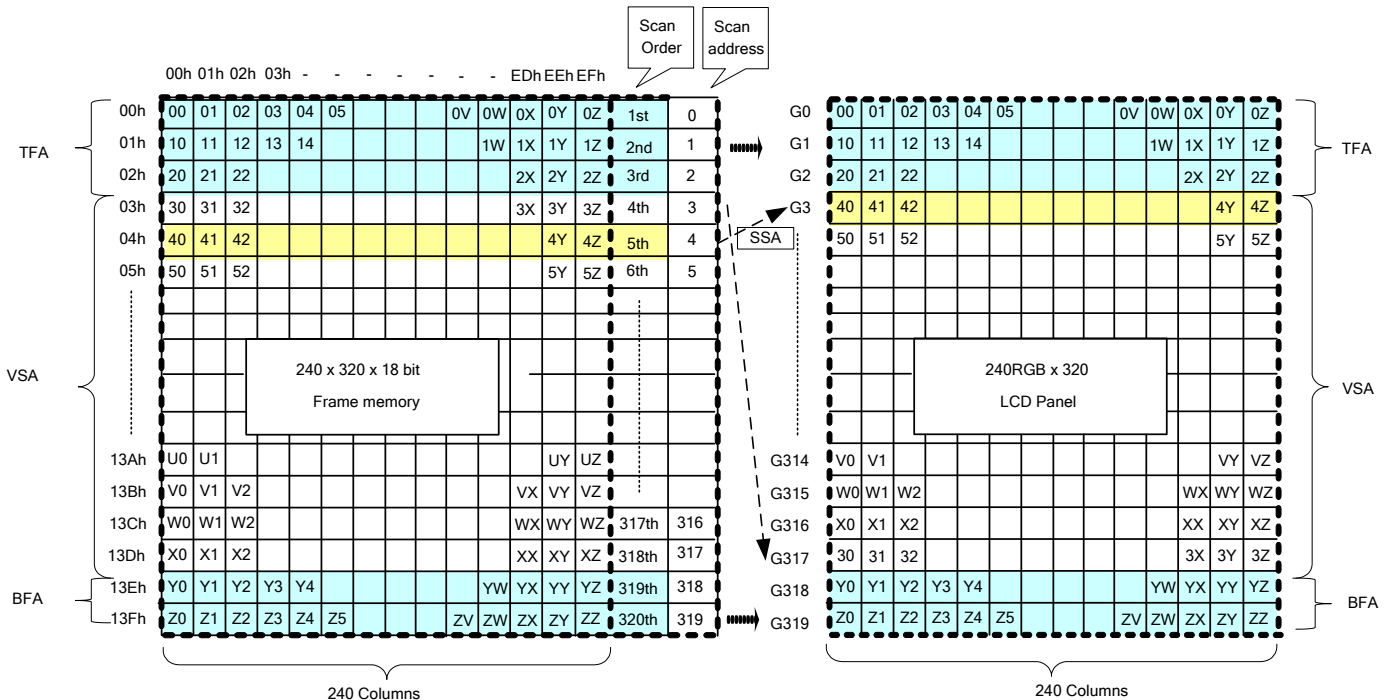 Scan Order
Scan address
00h 01h 02h 03h - - - - - - - EDh EEh EFh
TFA
00h 00 01 02 03 04 05 0V 0W 0X 0Y 0Z 1st 0
01h 10 11 12 13 14 1W 1X 1Y 1Z 2nd 1
02h 20 21 22 2X 2Y 2Z 3rd 2
03h 30 31 32 3X 3Y 3Z 4th 3
04h 40 41 42 4Y 4Z 5th 4
05h 50 51 52 5Y 5Z 6th 5
VSA
240 x 320 x 18 bit
Frame memory
13Ah U0 U1 UY UZ
13Bh V0 V1 V2 VX VY VZ
13Ch W0 W1 W2 WX WY WZ 317th 316
13Dh X0 X1 X2 XX XY XZ 318th 317
BFA
13Eh Y0 Y1 Y2 Y3 Y4 YW YX YY YZ 319th 318
13Fh Z0 Z1 Z2 Z3 Z4 Z5 ZV ZW ZX ZY ZZ 320th 319
240 Columns
SSA
G0 00 01 02 03 04 05 0V 0W 0X 0Y 0Z
G1 10 11 12 13 14 1W 1X 1Y 1Z
G2 20 21 22 2X 2Y 2Z
TFA
G3 40 41 42 4Y 4Z
50 51 52 5Y 5Z
240RGB x 320
LCD Panel
VSA
G314 V0 V1 VY VZ
G315 W0 W1 W2 WX WY WZ
G316 X0 X1 X2 XX XY XZ
G317 30 31 32 3X 3Y 3Z
G318 Y0 Y1 Y2 Y3 Y4 YW YX YY YZ
G319 Z0 Z1 Z2 Z3 Z4 Z5 ZV ZW ZX ZY ZZ
BFA
240 Columns